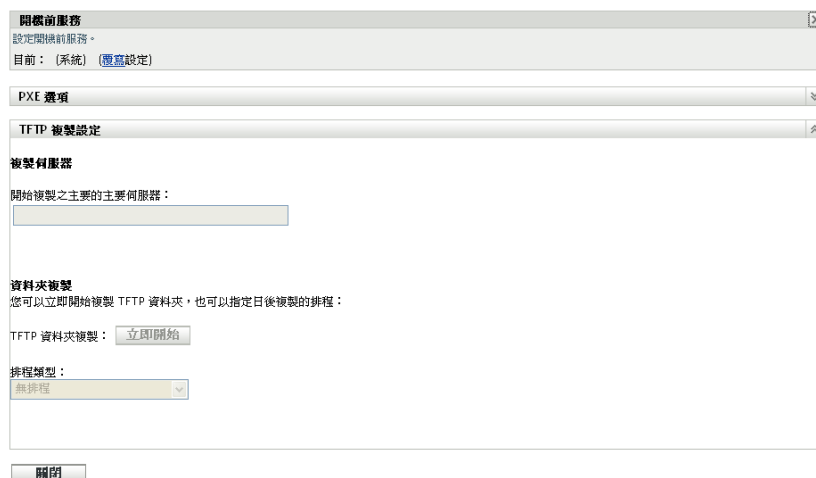 開機前服務
設定開機前服務。
目前： (系統) (覆寫設定)
PXE 選項
TFTP 複製設定
複製伺服器
開始複製之主要的主要伺服器：
資料夾複製
您可以立即開始複製 TFTP 資料夾，也可以指定日後複製的排程：
TFTP 資料夾複製： 立即開始
排程類型：
無排程
關閉